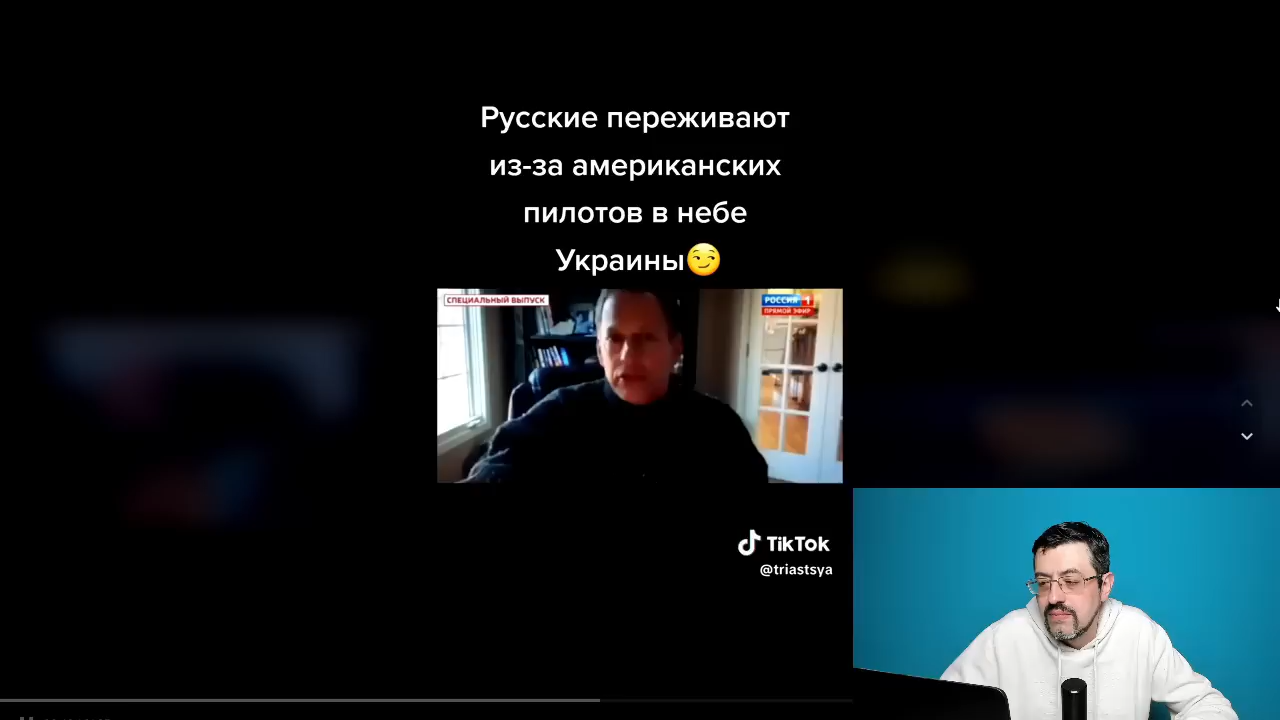 Русские переживают
из-за американских
пилотов в небе
Украины😏
СПЕЦИАЛЬНЫЙ ВЫПУСК
РОССИЯ 1
ПРЯМОЙ ЭФИР
TikTok
@triastsya